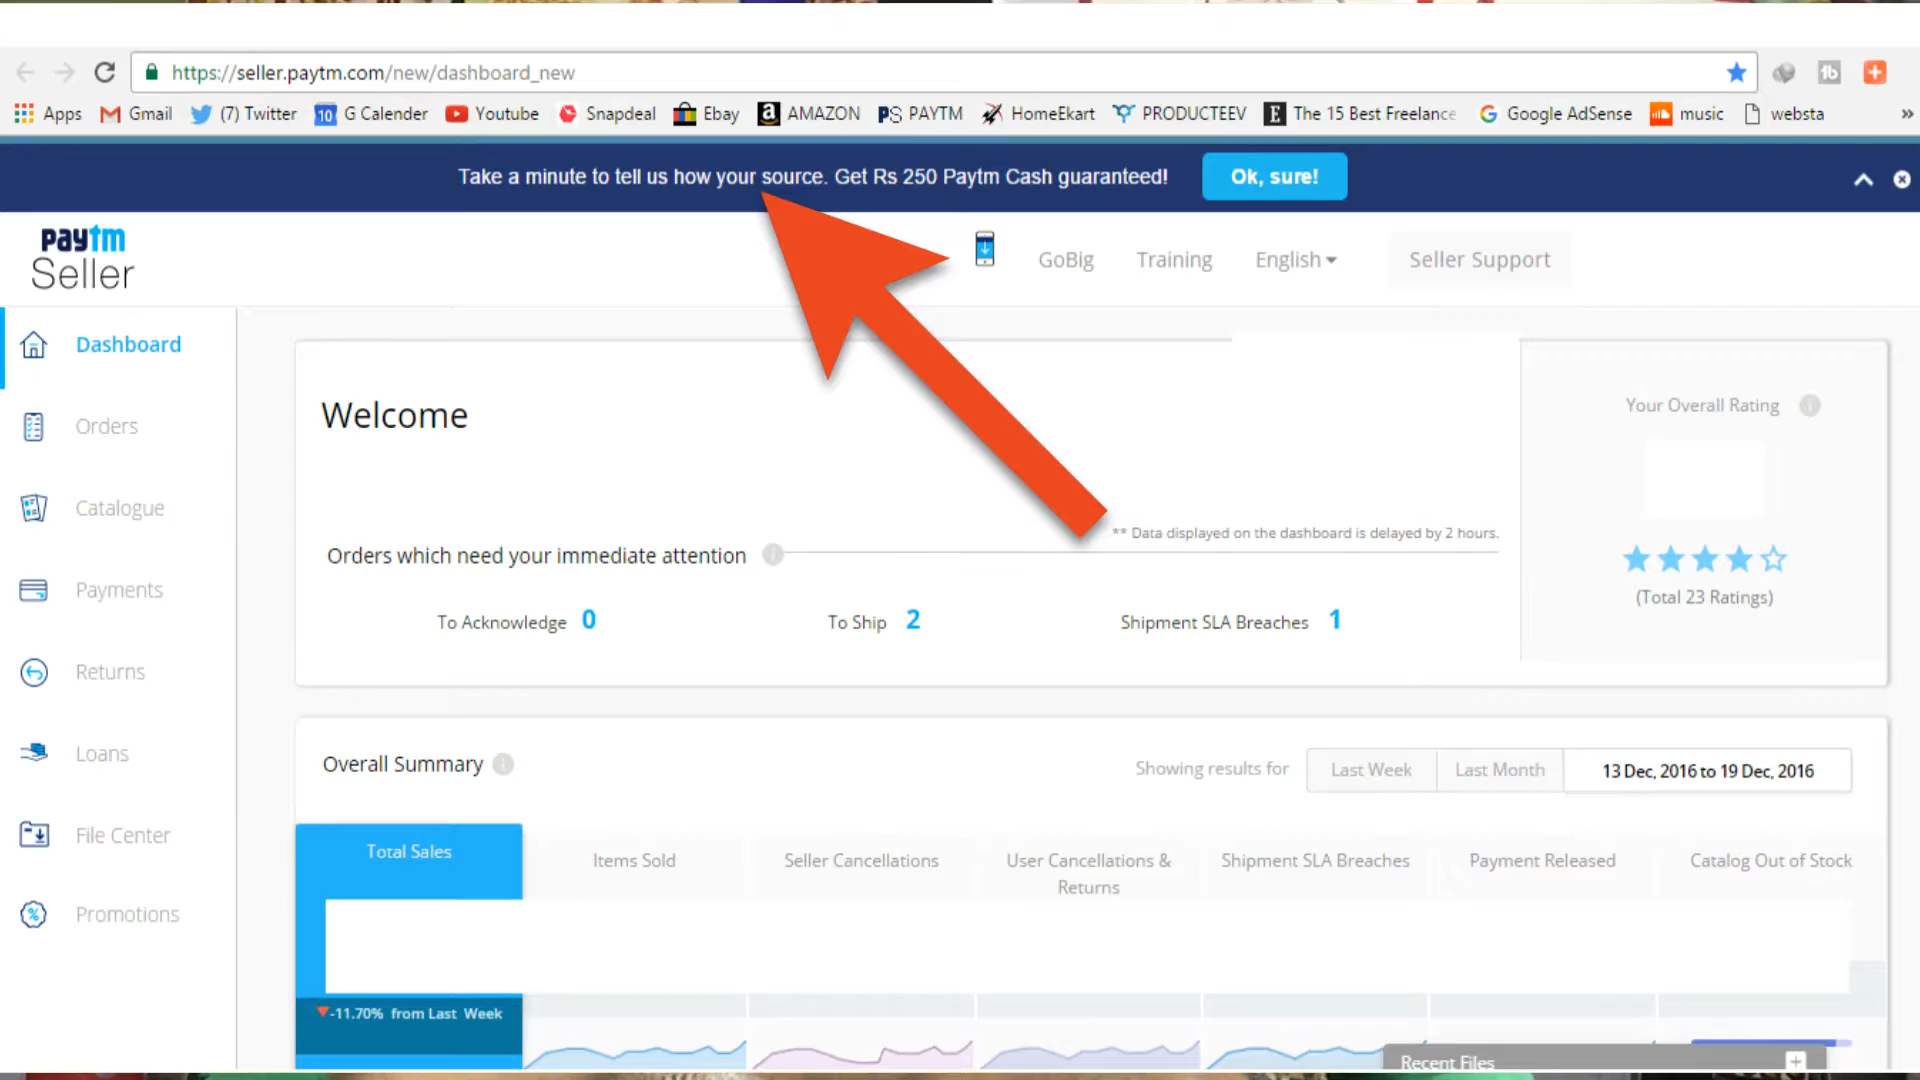 https://seller.paytm.com/new/dashboard_new
Apps Gmail (7) Twitter 10 G Calender Youtube Snapdeal Ebay a AMAZON PS PAYTM HomeEkart PRODUCTEEV E The 15 Best Freelance G Google AdSense music websta »
Take a minute to tell us how your source. Get Rs 250 Paytm Cash guaranteed! Ok, sure!
paytm
Seller
GoBig Training English Seller Support
Dashboard
Orders
Catalogue
Payments
Returns
Loans
File Center
Promotions
Welcome
** Data displayed on the dashboard is delayed by 2 hours.
Orders which need your immediate attention
To Acknowledge 0 To Ship 2 Shipment SLA Breaches 1
Your Overall Rating
(Total 23 Ratings)
Overall Summary
Showing results for Last Week Last Month 13 Dec, 2016 to 19 Dec, 2016
Total Sales Items Sold Seller Cancellations User Cancellations & Returns Shipment SLA Breaches Payment Released Catalog Out of Stock
-11.70% from Last Week
Recent Files